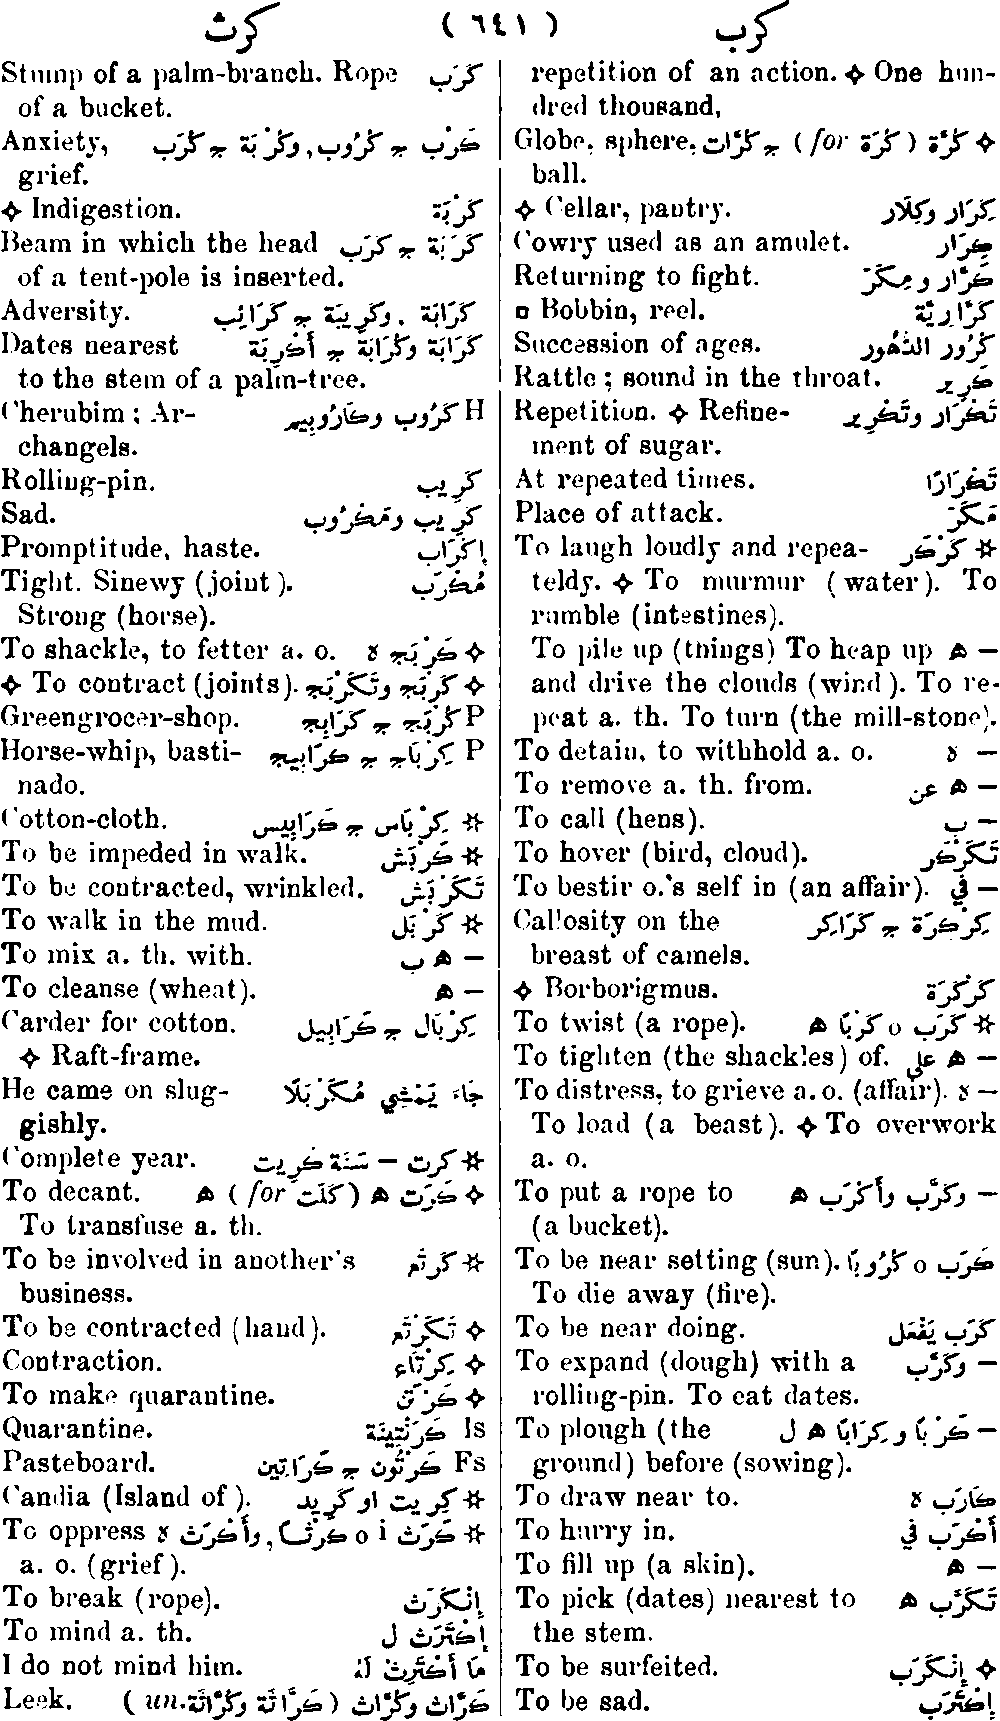 كرب ( ٦٤١ ) كرث
repetition of an action. ✧ One hun-
dred thousand,
Globe, sphere, ✧ كُرَّة ( for كُرَة ) ج كُرَّات
ball.
✧ Cellar, pantry. كِرَار وكِلَار
Cowry used as an amulet. كِرَار
Returning to fight. كَرَّار ومِكَرّ
▫ Bobbin, reel. كَرَّارِيَّة
Succession of ages. كُرُور الدُّهُور
Rattle ; sound in the throat. كَرِير
Repetition. ✧ Refine- تَكْرَار وتَكْرِير
ment of sugar.
At repeated times. تَكْرَارًا
Place of attack. مَكَرّ
To laugh loudly and repea- ☆ كَرْكَر
teldy. ✧ To murmur ( water ). To
ramble (intestines).
To pile up (things) To heap up — ه
and drive the clouds (wind ). To re-
peat a. th. To turn (the mill-stone).
To detain, to withhold a. o. — ة
To remove a. th. from. — ه عن
To call (hens). — بِ
To hover (bird, cloud). تَكَرْكَر
To bestir o.'s self in (an affair). — في
Callosity on the كِرْكِرَة ج كَرَاكِر
breast of camels.
✧ Borborigmus. كَرْكَرَة
To twist (a rope). ☆ كَرَب o كَرْبًا ه
To tighten (the shackles) of. — ه على
To distress, to grieve a. o. (affair). — ة
To load (a beast). ✧ To overwork
a. o.
To put a rope to — وكَرَّب وأَكْرَب ه
(a bucket).
To be near setting (sun). كَرَب o كُرُوبًا
To die away (fire).
To be near doing. كَرَب يَفْعَل
To expand (dough) with a — وكَرَّب
rolling-pin. To eat dates.
To plough (the — كَرْبًا وكِرَابًا ه ل
ground) before (sowing).
To draw near to. كَارَب ة
To hurry in. أَكْرَب في
To fill up (a skin). — ه
To pick (dates) nearest to تَكَرَّب ه
the stem.
To be surfeited. ✧ إِنْكَرَب
To be sad. إِكْتَرَب
Stump of a palm-branch. Rope كَرَب
of a bucket.
Anxiety, كَرْب ج كُرُوب, وكُرْبَة ج كُرَب
grief.
✧ Indigestion. كَرْبَة
Beam in which the head كَرَبَة ج كَرَب
of a tent-pole is inserted.
Adversity. كَرَابَة , وكَرِيبَة ج كَرَائِب
Dates nearest كَرَابَة وكُرَابَة ج أَكْرِبَة
to the stem of a palm-tree.
Cherubim ; Ar- H كَرُوب وكَارُوبِيم
changels.
Rolling-pin. كَرِيب
Sad. كَرِيب ومَكْرُوب
Promptitude, haste. إِكْرَاب
Tight. Sinewy (joint ). مُكْرَب
Strong (horse).
To shackle, to fetter a. o. ✧ كَرْبَج ة
✧ To contract (joints). ✧ كَرْبَج وتَكَرْبَج
Greengrocer-shop. P كُرْبَج ج كَرَابِج
Horse-whip, basti- P كِرْبَاج ج كَرَابِيج
nado.
Cotton-cloth. ☆ كِرْبَاس ج كَرَابِيس
To be impeded in walk. ☆ كَرْبَش
To be contracted, wrinkled. تَكَرْبَش
To walk in the mud. ☆ كَرْبَل
To mix a. th. with. — ه ب
To cleanse (wheat). — ه
Carder for cotton. كِرْبَال ج كَرَابِيل
✧ Raft-frame.
He came on slug- جَاء يَمْشِي مُكَرْبَلًا
gishly.
Complete year. ☆ كرت – سَنَة كَرِيت
To decant. ✧ كَرَت ه ( for كَلَت ) ه
To transfuse a. th.
To be involved in another's ☆ كَرْتَم
business.
To be contracted (hand). ✧ تَكَرْتَم
Contraction. ✧ كِرْتَاء
To make quarantine. ✧ كَرْتَن
Quarantine. Is كَرَنْتِينَة
Pasteboard. Fs كَرْتُون ج كَرَاتِين
Candia (Island of ). ☆ كِرِيت او كَرِيد
To oppress ☆ كَرَث o i كَرْثًا, وأَكْرَث ة
a. o. (grief).
To break (rope). إِنْكَرَث
To mind a. th. إِكْتَرَث ل
I do not mind him. مَا أَكْتَرِثُ لَهُ
Leek. كَرَّاث وكُرَّاث ( un. كَرَّاثَة وكُرَّاثَة )